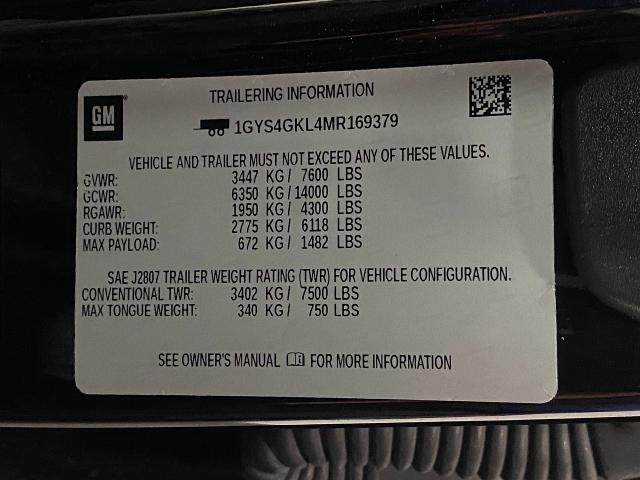 GM
TRAILERING INFORMATION
1GYS4GKL4MR169379
VEHICLE AND TRAILER MUST NOT EXCEED ANY OF THESE VALUES.
GVWR: 3447 KG / 7600 LBS
GCWR: 6350 KG / 14000 LBS
RGAWR: 1950 KG / 4300 LBS
CURB WEIGHT: 2775 KG / 6118 LBS
MAX PAYLOAD: 672 KG / 1482 LBS
SAE J2807 TRAILER WEIGHT RATING (TWR) FOR VEHICLE CONFIGURATION.
CONVENTIONAL TWR: 3402 KG / 7500 LBS
MAX TONGUE WEIGHT: 340 KG / 750 LBS
SEE OWNER'S MANUAL FOR MORE INFORMATION